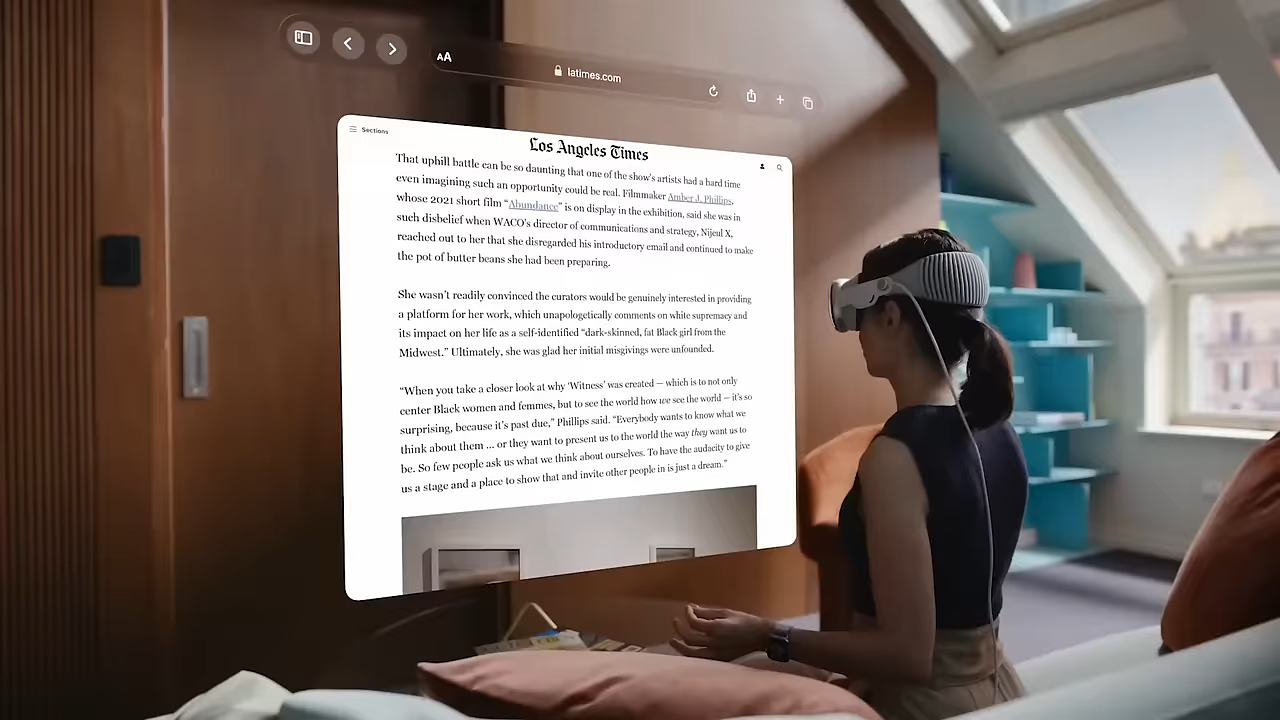 AA
latimes.com
Sections
Los Angeles Times
That uphill battle can be so daunting that one of the show's artists had a hard time
even imagining such an opportunity could be real. Filmmaker Amber J. Phillips,
whose 2021 short film “Abundance” is on display in the exhibition, said she was in
such disbelief when WACO's director of communications and strategy, Nijeul X,
reached out to her that she disregarded his introductory email and continued to make
the pot of butter beans she had been preparing.
She wasn't readily convinced the curators would be genuinely interested in providing
a platform for her work, which unapologetically comments on white supremacy and
its impact on her life as a self-identified “dark-skinned, fat Black girl from the
Midwest.” Ultimately, she was glad her initial misgivings were unfounded.
“When you take a closer look at why ‘Witness’ was created — which is to not only
center Black women and femmes, but to see the world how we see the world — it's so
surprising, because it's past due,” Phillips said. “Everybody wants to know what we
think about them ... or they want to present us to the world the way they want us to
be. So few people ask us what we think about ourselves. To have the audacity to give
us a stage and a place to show that and invite other people in is just a dream.”